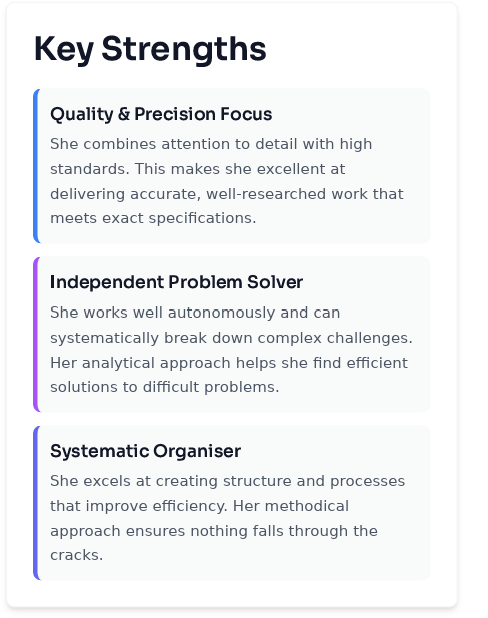 Key Strengths
Quality & Precision Focus
She combines attention to detail with high
standards. This makes she excellent at
delivering accurate, well-researched work that
meets exact specifications.
Independent Problem Solver
She works well autonomously and can
systematically break down complex challenges.
Her analytical approach helps she find efficient
solutions to difficult problems.
Systematic Organiser
She excels at creating structure and processes
that improve efficiency. Her methodical
approach ensures nothing falls through the
cracks.